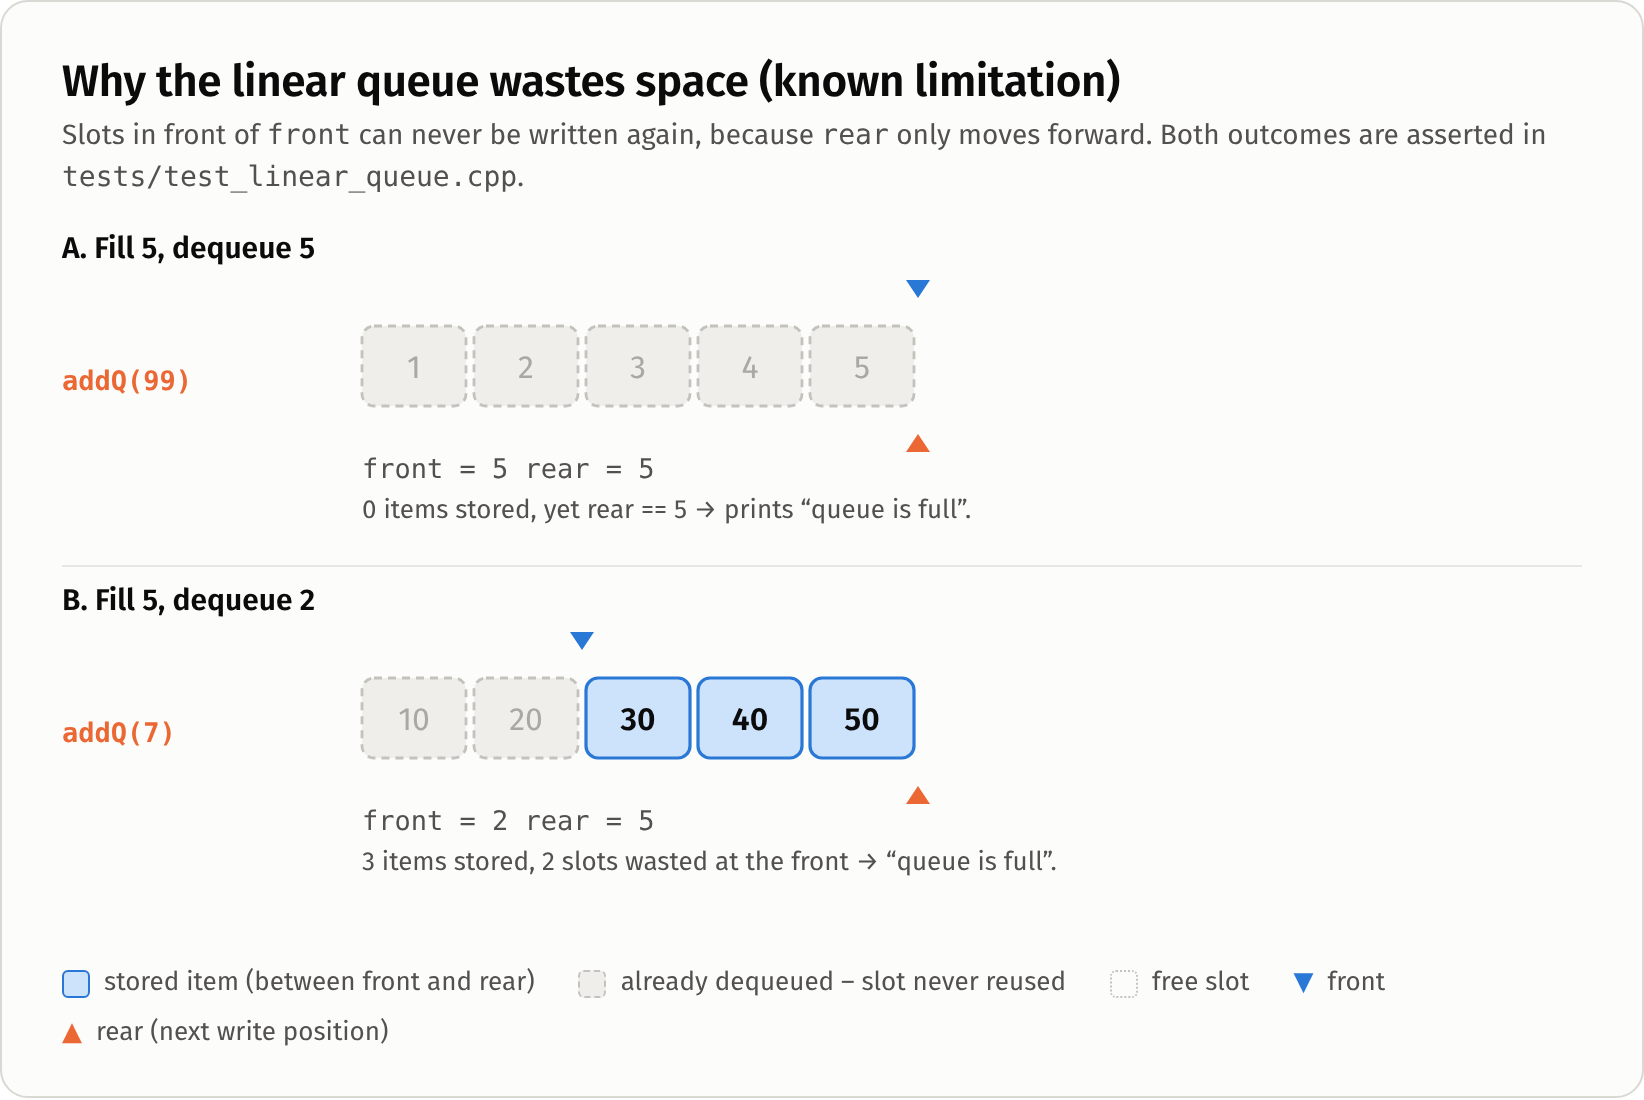 Why the linear queue wastes space (known limitation)
Slots in front of front can never be written again, because rear only moves forward. Both outcomes are asserted in
tests/test_linear_queue.cpp.
A. Fill 5, dequeue 5
addQ(99)
1 2 3 4 5
front = 5 rear = 5
0 items stored, yet rear == 5 → prints “queue is full”.
B. Fill 5, dequeue 2
addQ(7)
10 20 30 40 50
front = 2 rear = 5
3 items stored, 2 slots wasted at the front → “queue is full”.
stored item (between front and rear) already dequeued – slot never reused free slot front
rear (next write position)